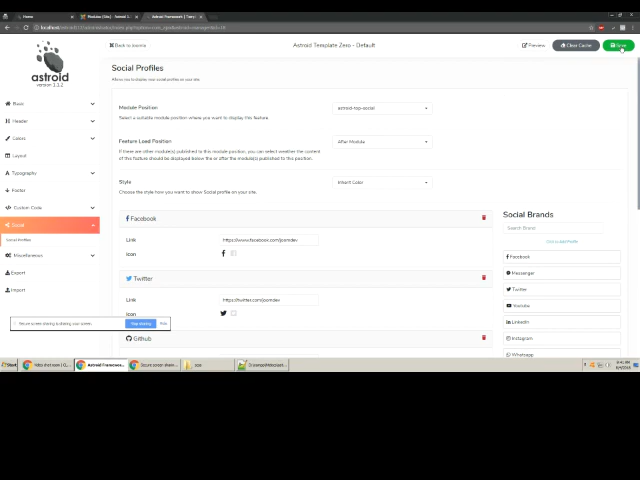 Home
Astroid Framework | Temp
localhost
Back to Joomla
Astroid Template Zero - Default
Preview
Clear Cache
Save
astroid
version 1.1.2
Basic
Header
Colors
Layout
Typography
Footer
Custom Code
Social
Social Profiles
Miscellaneous
Export
Import
Social Profiles
Allows you to display your social profiles on your site.
Module Position
Select a suitable module position where you want to display this feature.
astroid-top-social
Feature Load Position
If there are other module(s) published to this module position, you can select weather the content
of this feature should be displayed below the or after the module(s) published to this position.
After Module
Style
Choose the style how you want to show Social profile on your site.
Inherit Color
Facebook
Link
https://www.facebook.com/joomdev
Icon
Twitter
Link
https://twitter.com/joomdev
Icon
Github
Social Brands
Search Brand
Click to Add Profile
Facebook
Messenger
Twitter
Youtube
LinkedIn
Instagram
Whatsapp
Stop sharing
Hide
Start
Astroid Framewor...